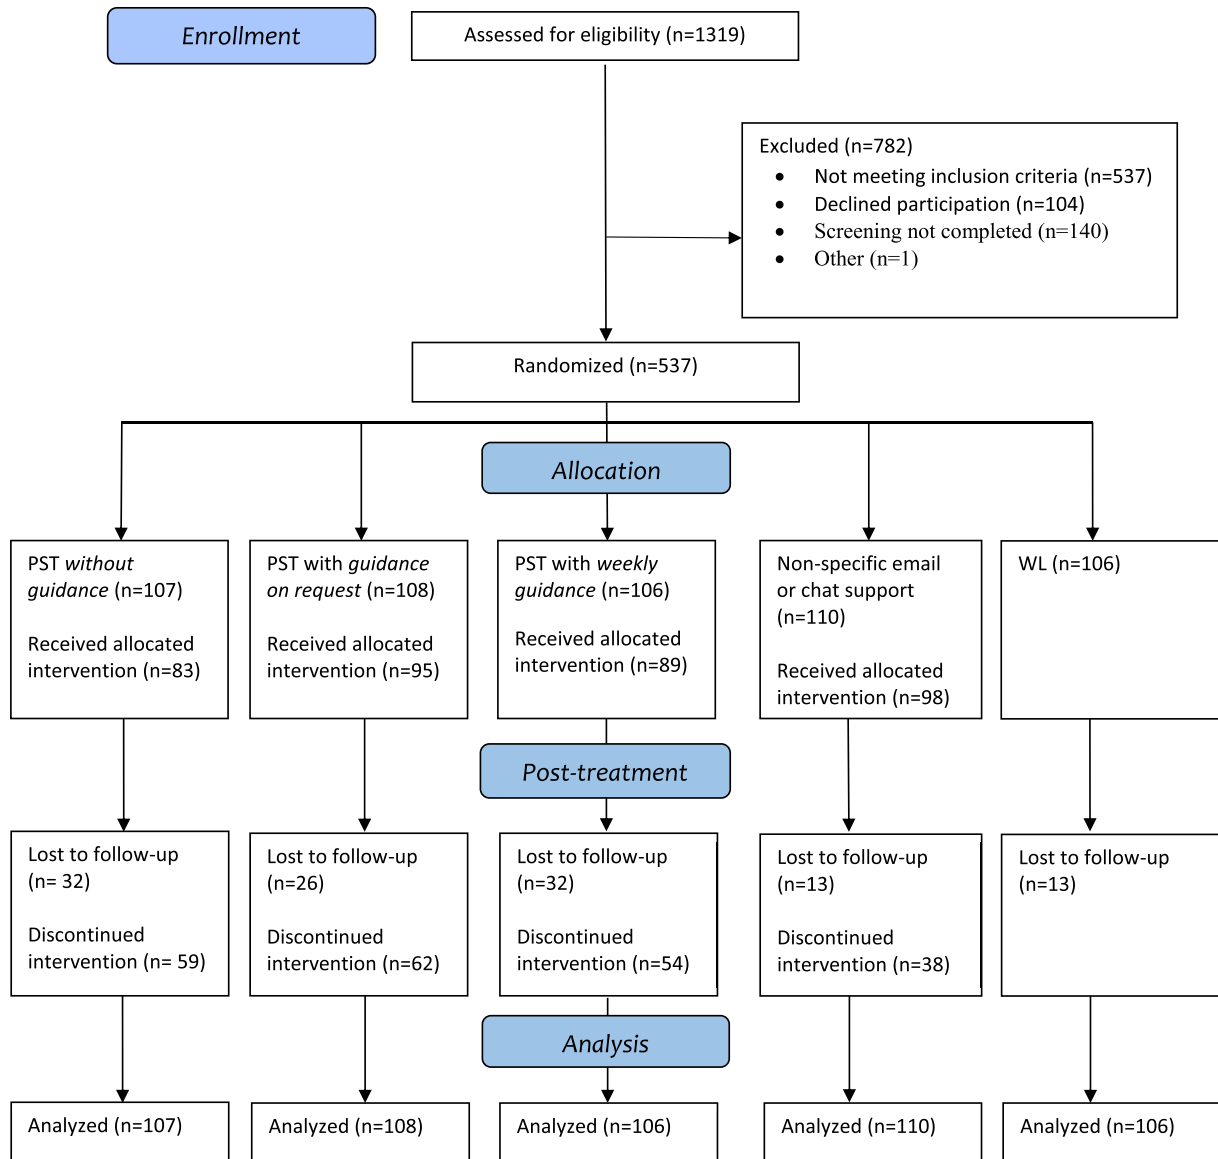 Enrollment
Assessed for eligibility (n=1319)
Excluded (n=782)
• Not meeting inclusion criteria (n=537)
• Declined participation (n=104)
• Screening not completed (n=140)
• Other (n=1)
Randomized (n=537)
Allocation
PST without
guidance (n=107)
Received allocated
intervention (n=83)
PST with guidance
on request (n=108)
Received allocated
intervention (n=95)
PST with weekly
guidance (n=106)
Received allocated
intervention (n=89)
Non-specific email
or chat support
(n=110)
Received allocated
intervention (n=98)
WL (n=106)
Post-treatment
Lost to follow-up
(n= 32)
Discontinued
intervention (n= 59)
Lost to follow-up
(n=26)
Discontinued
intervention (n=62)
Lost to follow-up
(n=32)
Discontinued
intervention (n=54)
Lost to follow-up
(n=13)
Discontinued
intervention (n=38)
Lost to follow-up
(n=13)
Analysis
Analyzed (n=107)
Analyzed (n=108)
Analyzed (n=106)
Analyzed (n=110)
Analyzed (n=106)